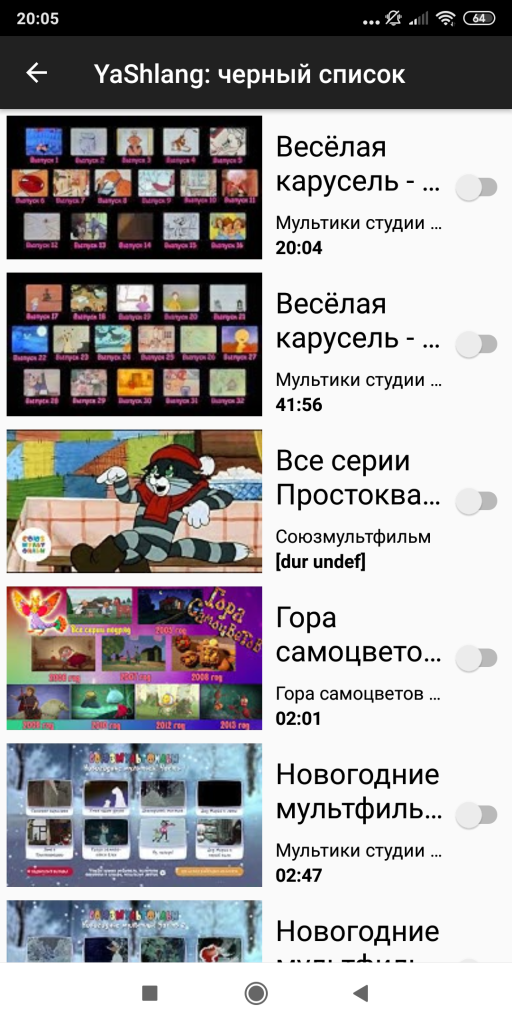 20:05
64
YaShlang: черный список
Выпуск 1 Выпуск 2 Выпуск 3 Выпуск 4 Выпуск 5
Выпуск 6 Выпуск 7 Выпуск 8 Выпуск 9 Выпуск 10 Выпуск 11
Выпуск 12 Выпуск 13 Выпуск 14 Выпуск 15 Выпуск 16
Весёлая
карусель - ...
Мультики студии ...
20:04
Выпуск 17 Выпуск 18 Выпуск 19 Выпуск 20 Выпуск 21
Выпуск 22 Выпуск 23 Выпуск 24 Выпуск 25 Выпуск 26 Выпуск 27
Выпуск 28 Выпуск 29 Выпуск 30 Выпуск 31 Выпуск 32
Весёлая
карусель - ...
Мультики студии ...
41:56
СОЮЗ
МУЛЬТ
ФИЛЬМ
Все серии
Простоква...
Союзмультфильм
[dur undef]
Гора
Самоцветов
Все серии подряд
2005 год
2006 год 2007 год 2008 год
2012 год 2013 год
Гора
самоцвето...
Гора самоцветов ...
02:01
СОЮЗМУЛЬТФИЛЬМ
Новогодние
мультфиль...
Мультики студии ...
02:47
СОЮЗМУЛЬТФИЛЬМ
Новогодние
мультфиль...